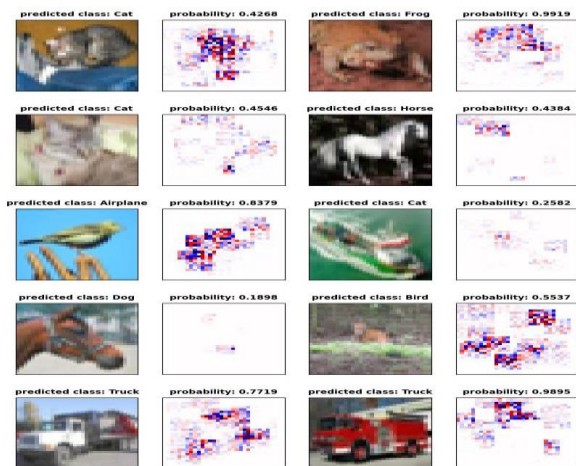 predicted class: Cat probability: 0.4268 predicted class: Frog probability: 0.9919
predicted class: Cat probability: 0.4546 predicted class: Horse probability: 0.4384
predicted class: Airplane probability: 0.8379 predicted class: Cat probability: 0.2582
predicted class: Dog probability: 0.1898 predicted class: Bird probability: 0.5537
predicted class: Truck probability: 0.7719 predicted class: Truck probability: 0.9895